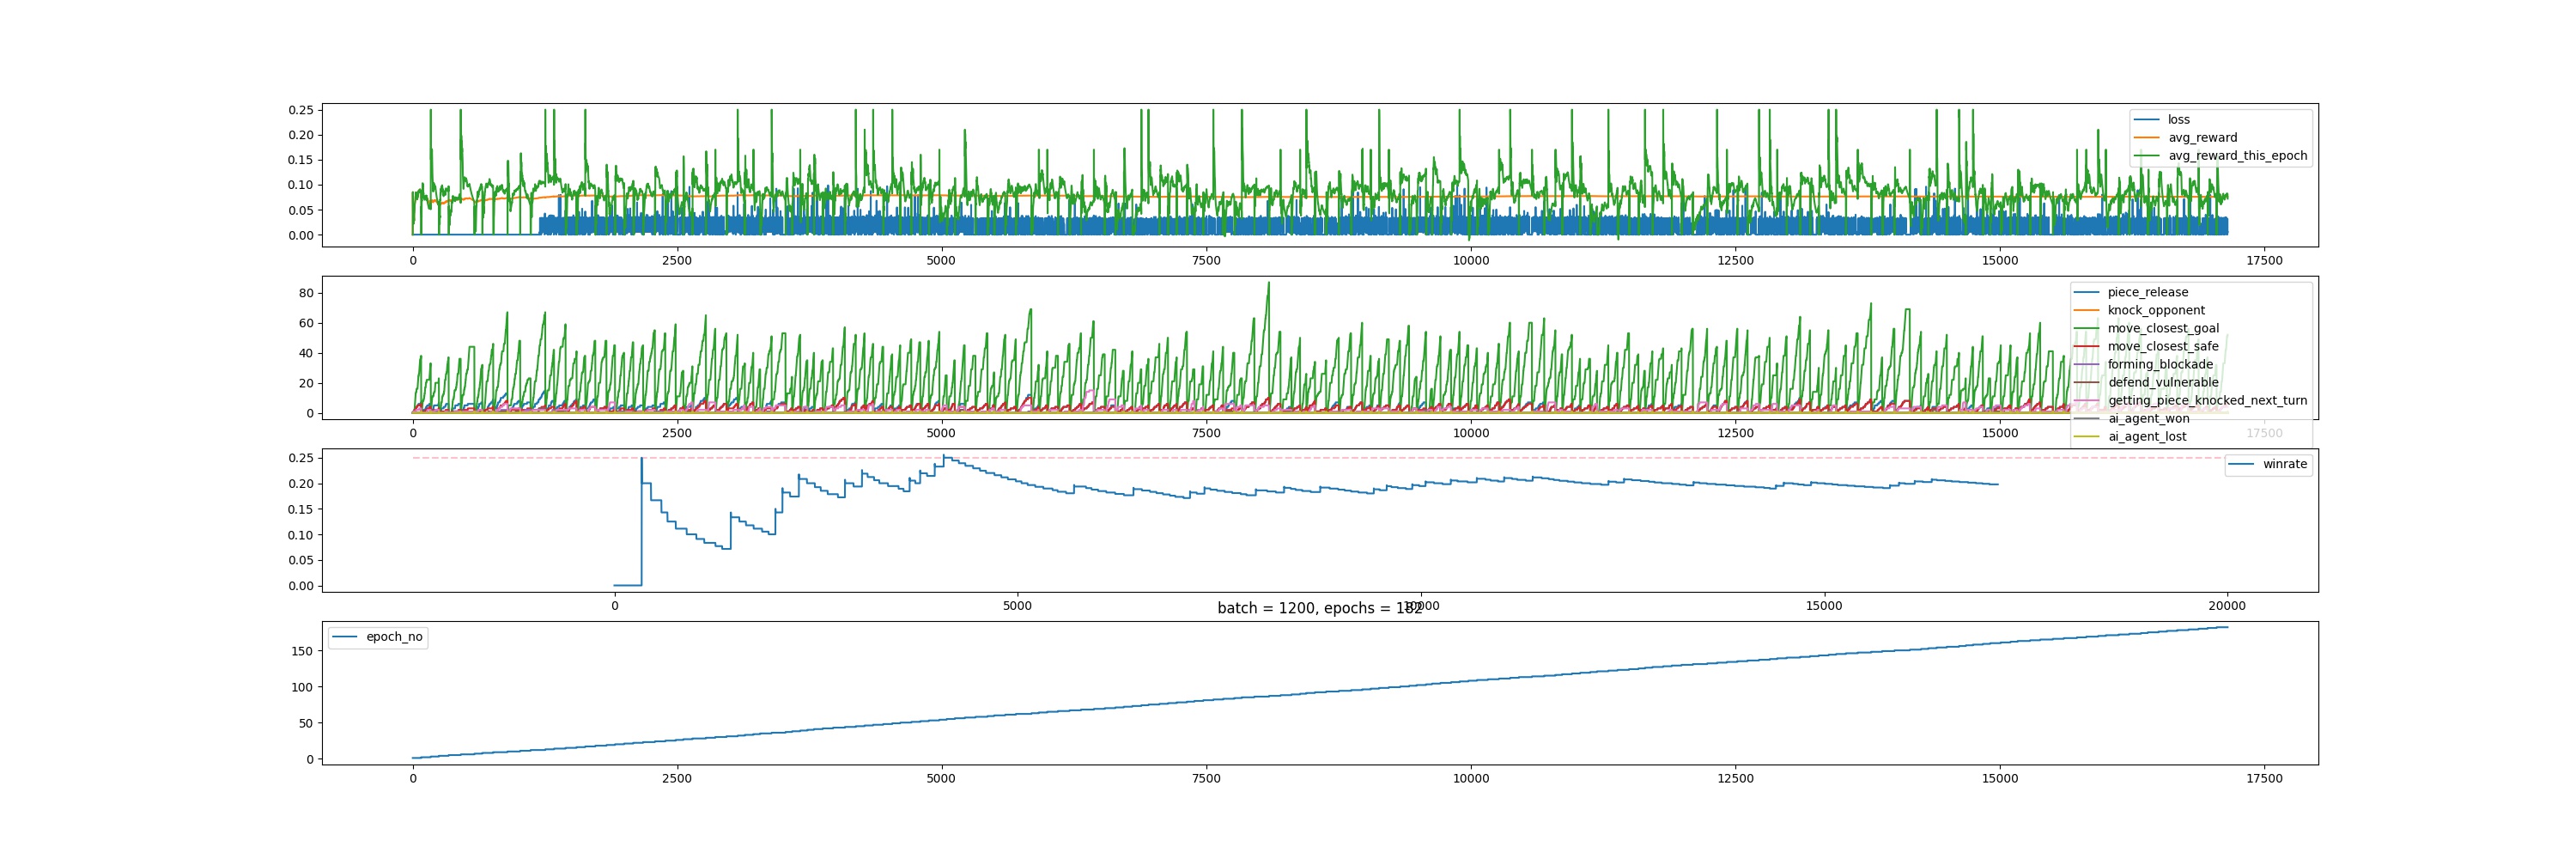 0.25
0.20
0.15
0.10
0.05
0.00
loss
avg_reward
avg_reward_this_epoch
0 2500 5000 7500 10000 12500 15000 17500
80
60
40
20
0
piece_release
knock_opponent
move_closest_goal
move_closest_safe
forming_blockade
defend_vulnerable
getting_piece_knocked_next_turn
ai_agent_won
ai_agent_lost
0 2500 5000 7500 10000 12500 15000 17500
0.25
0.20
0.15
0.10
0.05
0.00
winrate
0 5000 10000 15000 20000
batch = 1200, epochs = 182
150
100
50
0
epoch_no
0 2500 5000 7500 10000 12500 15000 17500